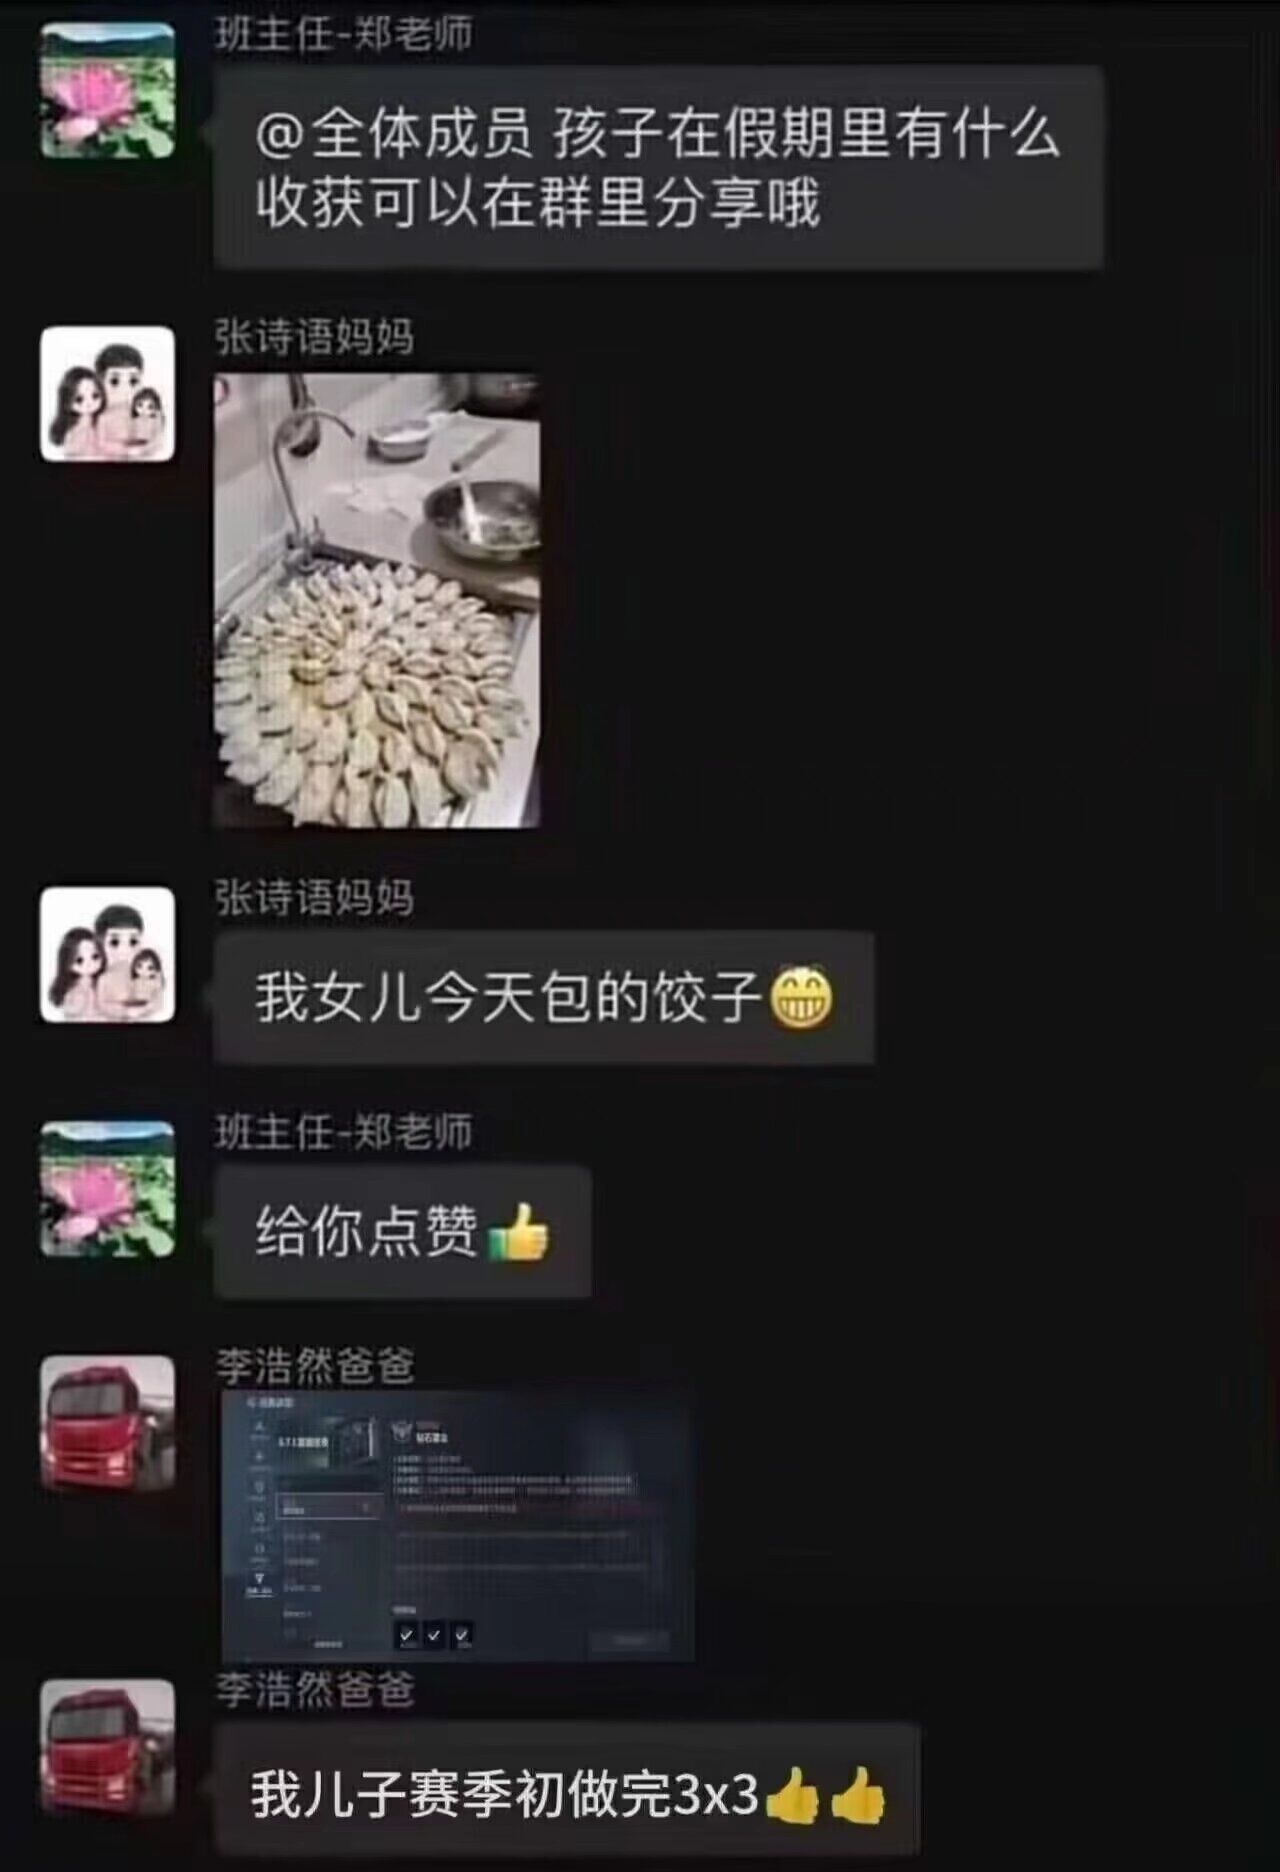 班主任-郑老师
@全体成员 孩子在假期里有什么
收获可以在群里分享哦
张诗语妈妈
张诗语妈妈
我女儿今天包的饺子😁
班主任-郑老师
给你点赞👍
李浩然爸爸
李浩然爸爸
我儿子赛季初做完3x3👍👍